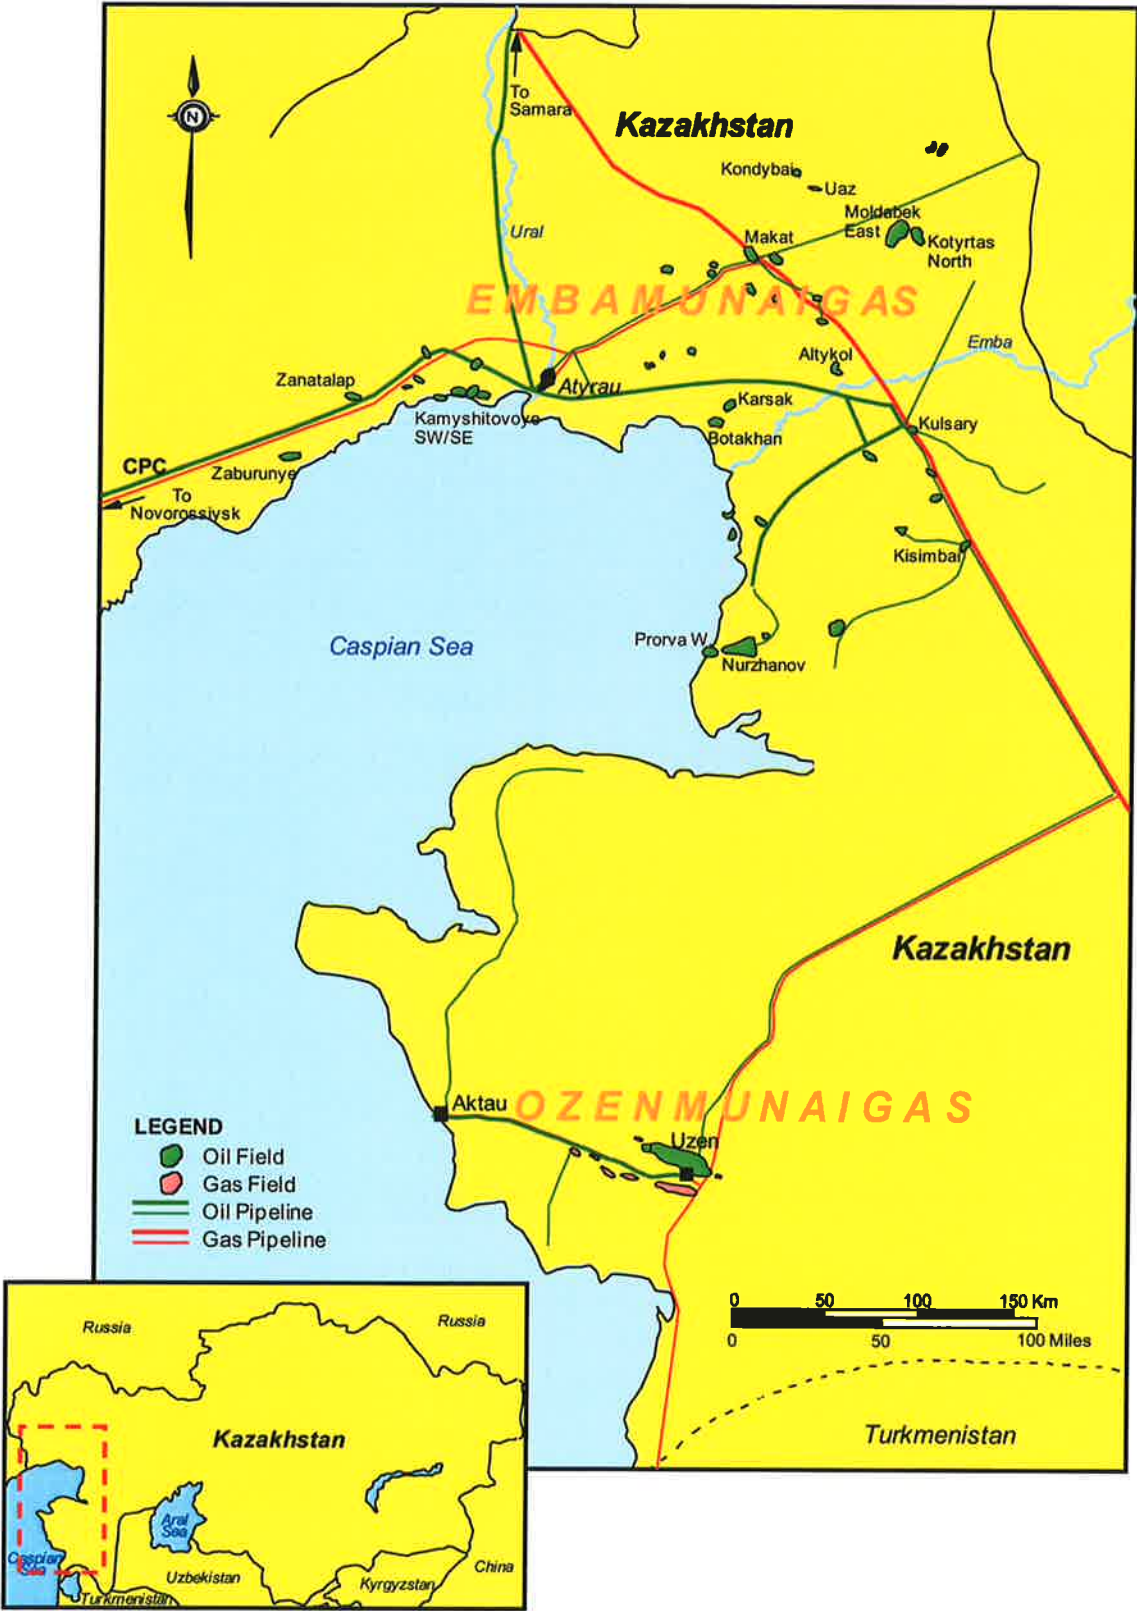 N
To
Samara
Kazakhstan
Kondybai
Uaz
Moldabek
East
Kotyrtas
North
Ural
Makat
EMBAMUNAIGAS
Emba
Altykol
Zanatalap
Atyrau
Karsak
Kamyshitovoye
SW/SE
Botakhan
Kulsary
CPC
Zaburunye
To
Novorossiysk
Kisimbai
Caspian Sea
Prorva W.
Nurzhanov
Kazakhstan
Aktau
OZENMUNAIGAS
Uzen
LEGEND
Oil Field
Gas Field
Oil Pipeline
Gas Pipeline
0 50 100 150 Km
0 50 100 Miles
Turkmenistan
Russia
Russia
Kazakhstan
Aral
Sea
Caspian
Sea
Uzbekistan
Kyrgyzstan
China
Turkmenistan